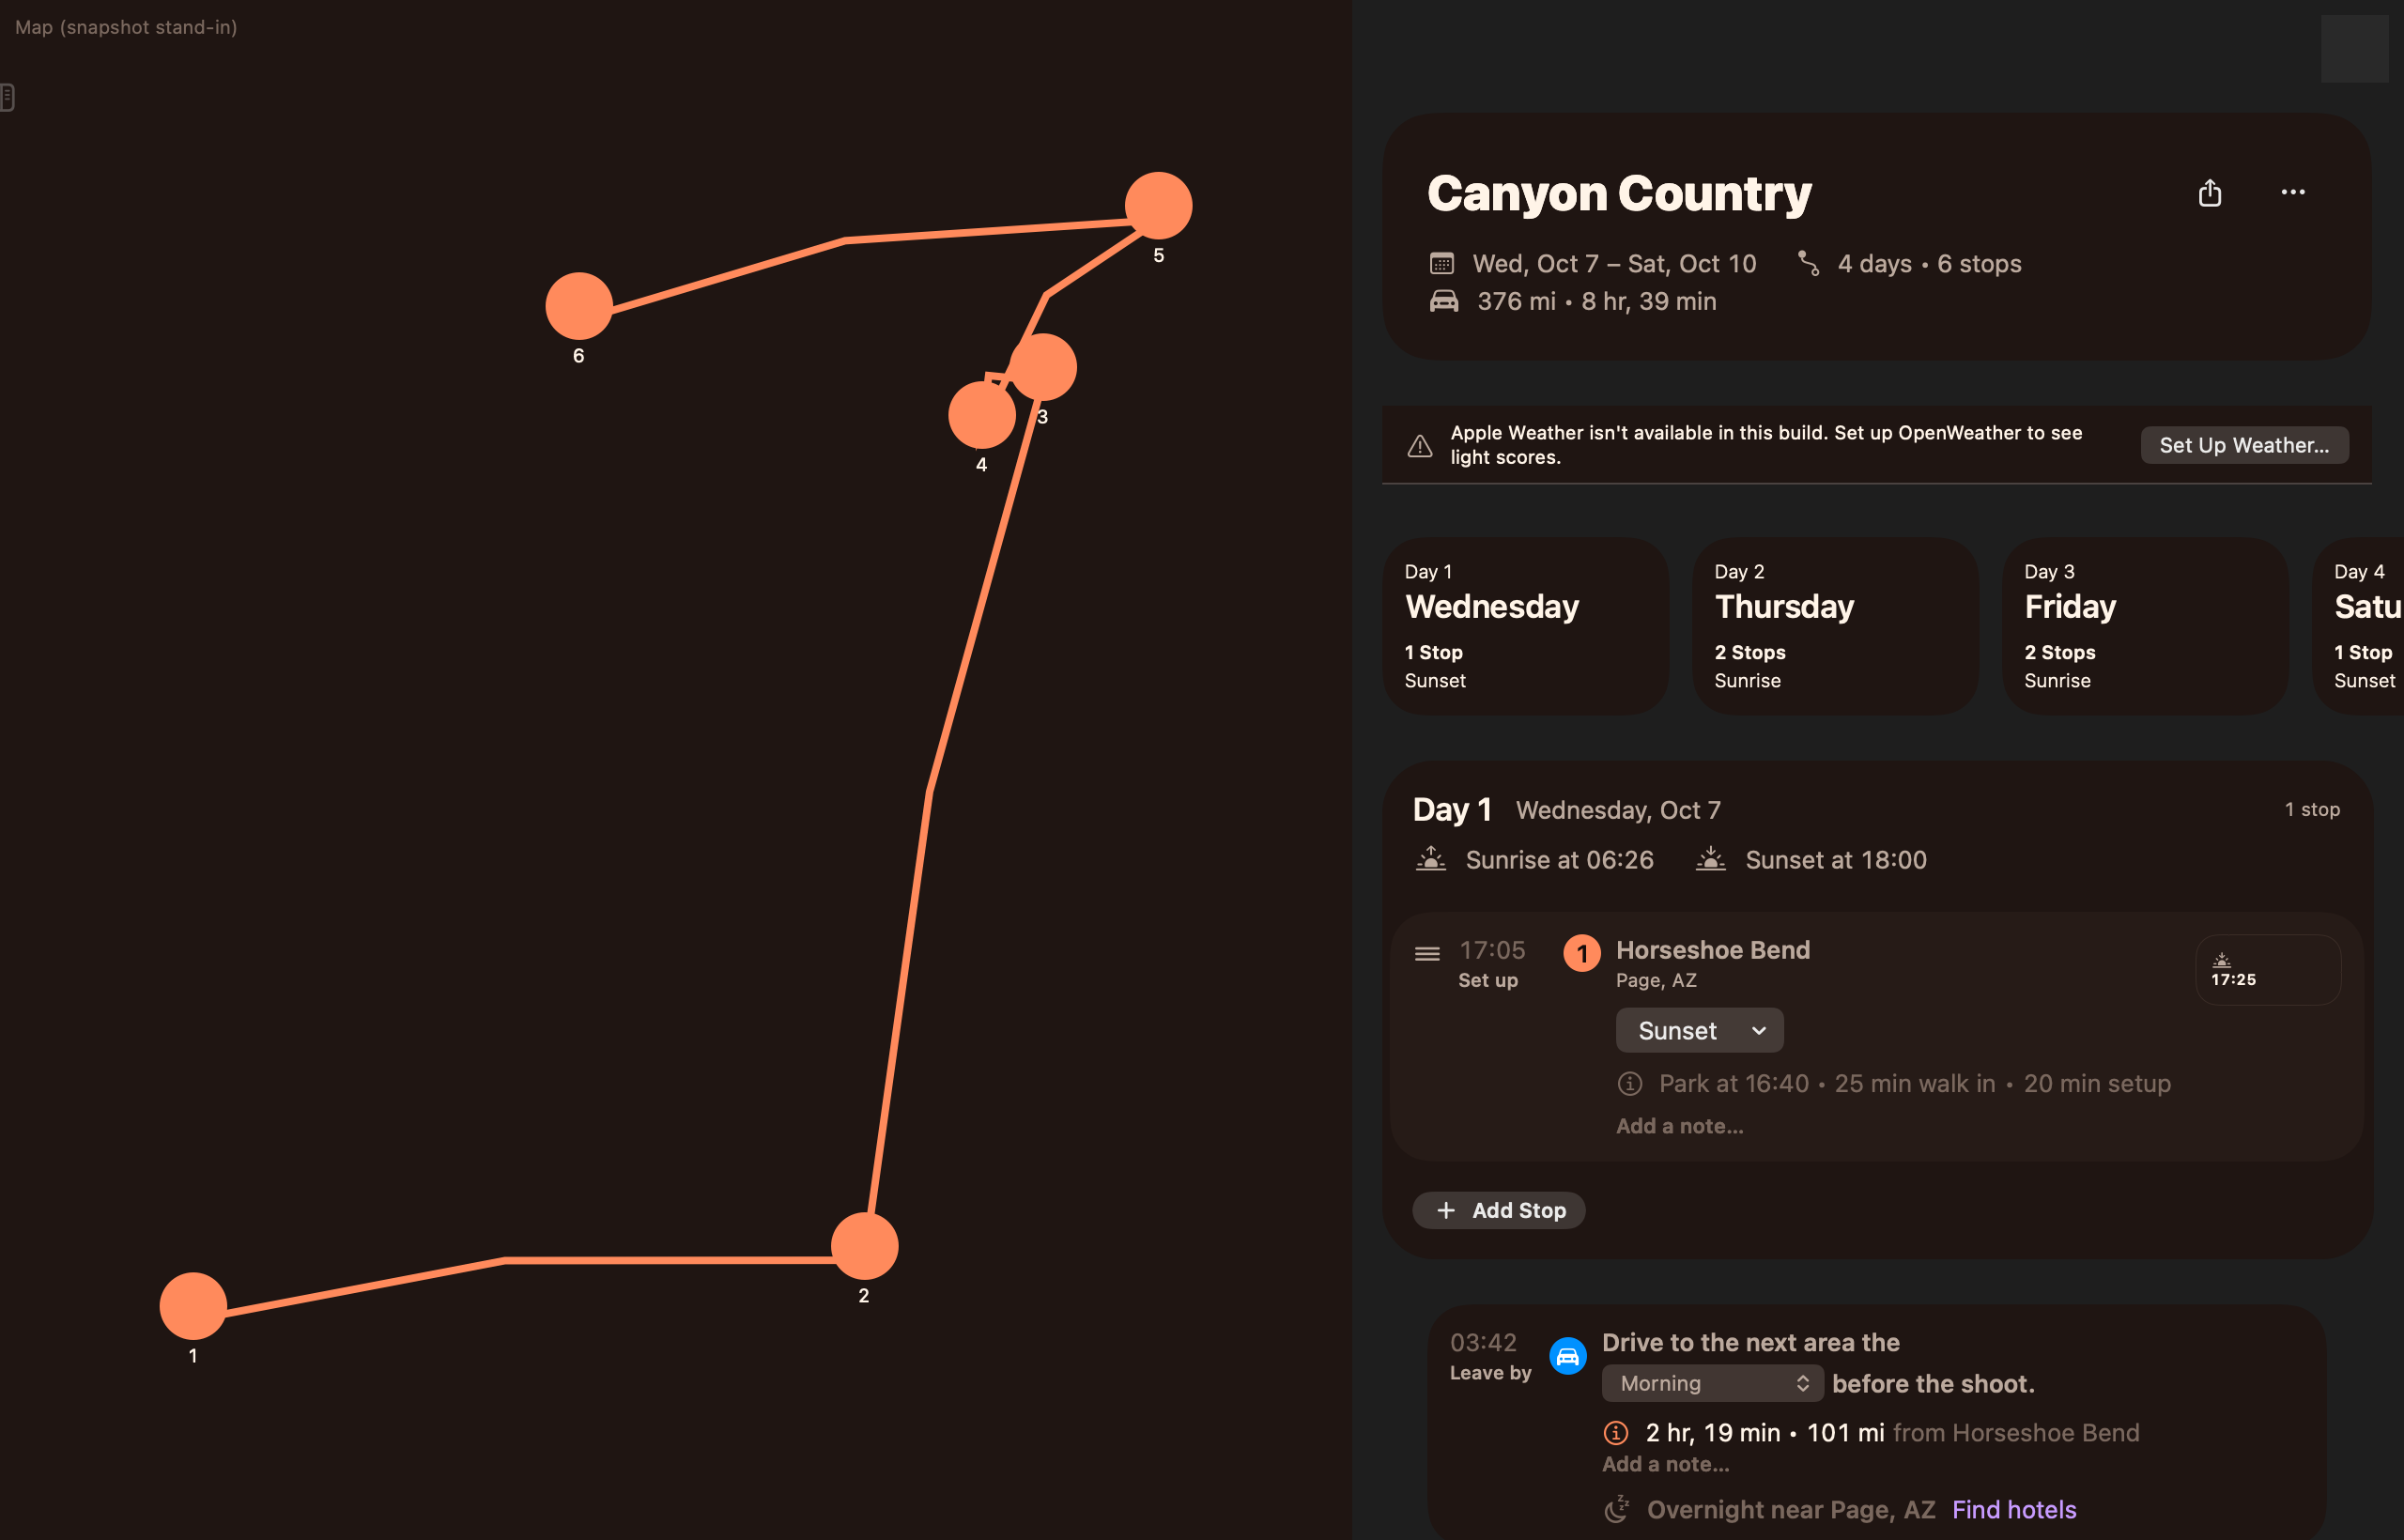 Map (snapshot stand-in)
5
6
3
4
2
1
Canyon Country
Wed, Oct 7 – Sat, Oct 10
4 days • 6 stops
376 mi • 8 hr, 39 min
Apple Weather isn't available in this build. Set up OpenWeather to see
light scores.
Set Up Weather...
Day 1
Wednesday
1 Stop
Sunset
Day 2
Thursday
2 Stops
Sunrise
Day 3
Friday
2 Stops
Sunrise
Day 4
Satu
1 Stop
Sunset
Day 1
Wednesday, Oct 7
1 stop
Sunrise at 06:26
Sunset at 18:00
17:05
Set up
1
Horseshoe Bend
Page, AZ
17:25
Sunset
Park at 16:40 • 25 min walk in • 20 min setup
Add a note...
+ Add Stop
03:42
Leave by
Drive to the next area the
Morning
before the shoot.
2 hr, 19 min • 101 mi from Horseshoe Bend
Add a note...
Overnight near Page, AZ Find hotels